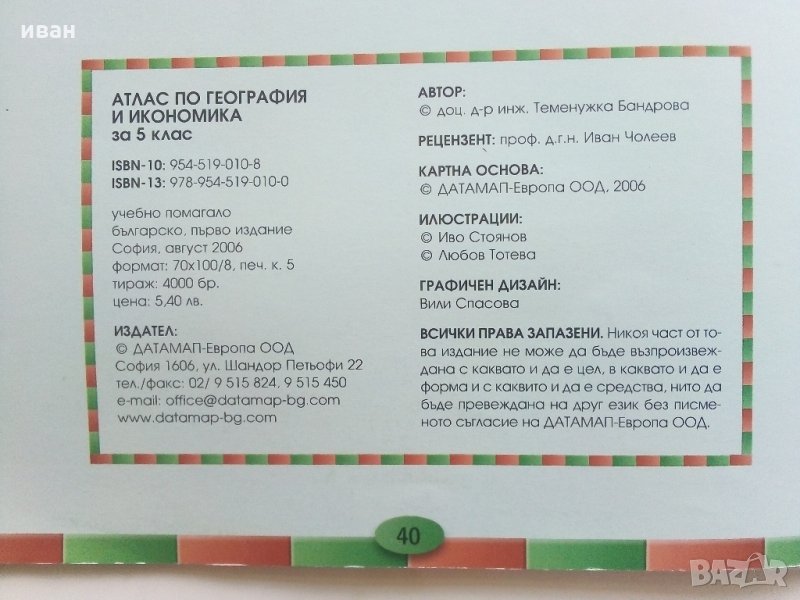 иван
АТЛАС ПО ГЕОГРАФИЯ
И ИКОНОМИКА
за 5 клас
ISBN-10: 954-519-010-8
ISBN-13: 978-954-519-010-0
учебно помагало
българско, първо издание
София, август 2006
формат: 70x100/8, печ. к. 5
тираж: 4000 бр.
цена: 5,40 лв.
ИЗДАТЕЛ:
© ДАТАМАП-Европа ООД
София 1606, ул. Шандор Петьофи 22
тел./факс: 02/ 9 515 824, 9 515 450
e-mail: office@datamap-bg.com
www.datamap-bg.com
АВТОР:
© доц. д-р инж. Теменужка Бандрова
РЕЦЕНЗЕНТ: проф. д.г.н. Иван Чолеев
КАРТНА ОСНОВА:
© ДАТАМАП-Европа ООД, 2006
ИЛЮСТРАЦИИ:
© Иво Стоянов
© Любов Тотева
ГРАФИЧЕН ДИЗАЙН:
Вили Спасова
ВСИЧКИ ПРАВА ЗАПАЗЕНИ. Никоя част от то-
ва издание не може да бъде възпроизвеж-
дана с каквато и да е цел, в каквато и да е
форма и с каквито и да е средства, нито да
бъде превеждана на друг език без писме-
ното съгласие на ДАТАМАП-Европа ООД.
40
BAZAR